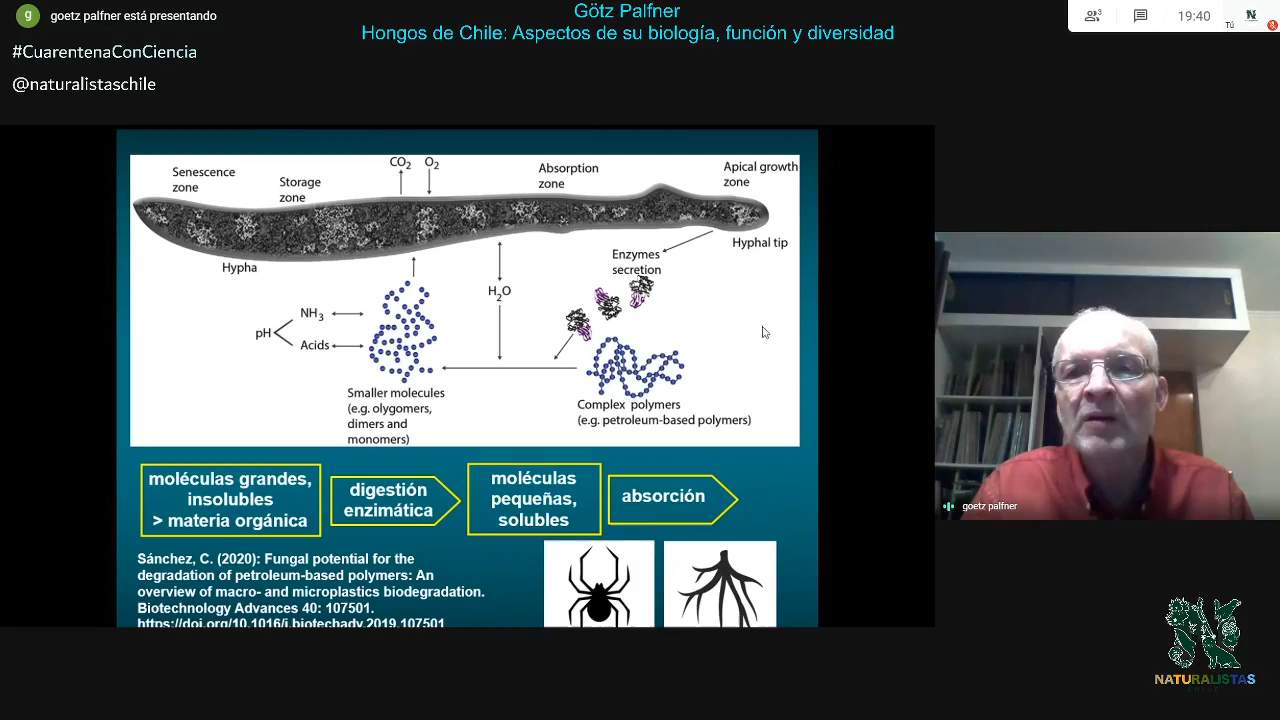 g goetz palfner está presentando
#CuarentenaConCiencia
@naturalistaschile
Götz Palfner
Hongos de Chile: Aspectos de su biología, función y diversidad
3
19:40
Tú
Senescence
zone
Storage
zone
CO2 O2
Absorption
zone
Apical growth
zone
Hypha
Hyphal tip
Enzymes
secretion
H2O
pH
NH3
Acids
Smaller molecules
(e.g. olygomers,
dimers and
monomers)
Complex polymers
(e.g. petroleum-based polymers)
moléculas grandes,
insolubles
> materia orgánica
digestión
enzimática
moléculas
pequeñas,
solubles
absorción
Sánchez, C. (2020): Fungal potential for the
degradation of petroleum-based polymers: An
overview of macro- and microplastics biodegradation.
Biotechnology Advances 40: 107501.
https://doi.org/10.1016/j.biotechadv.2019.107501
goetz palfner
NATURALISTAS
CHILE